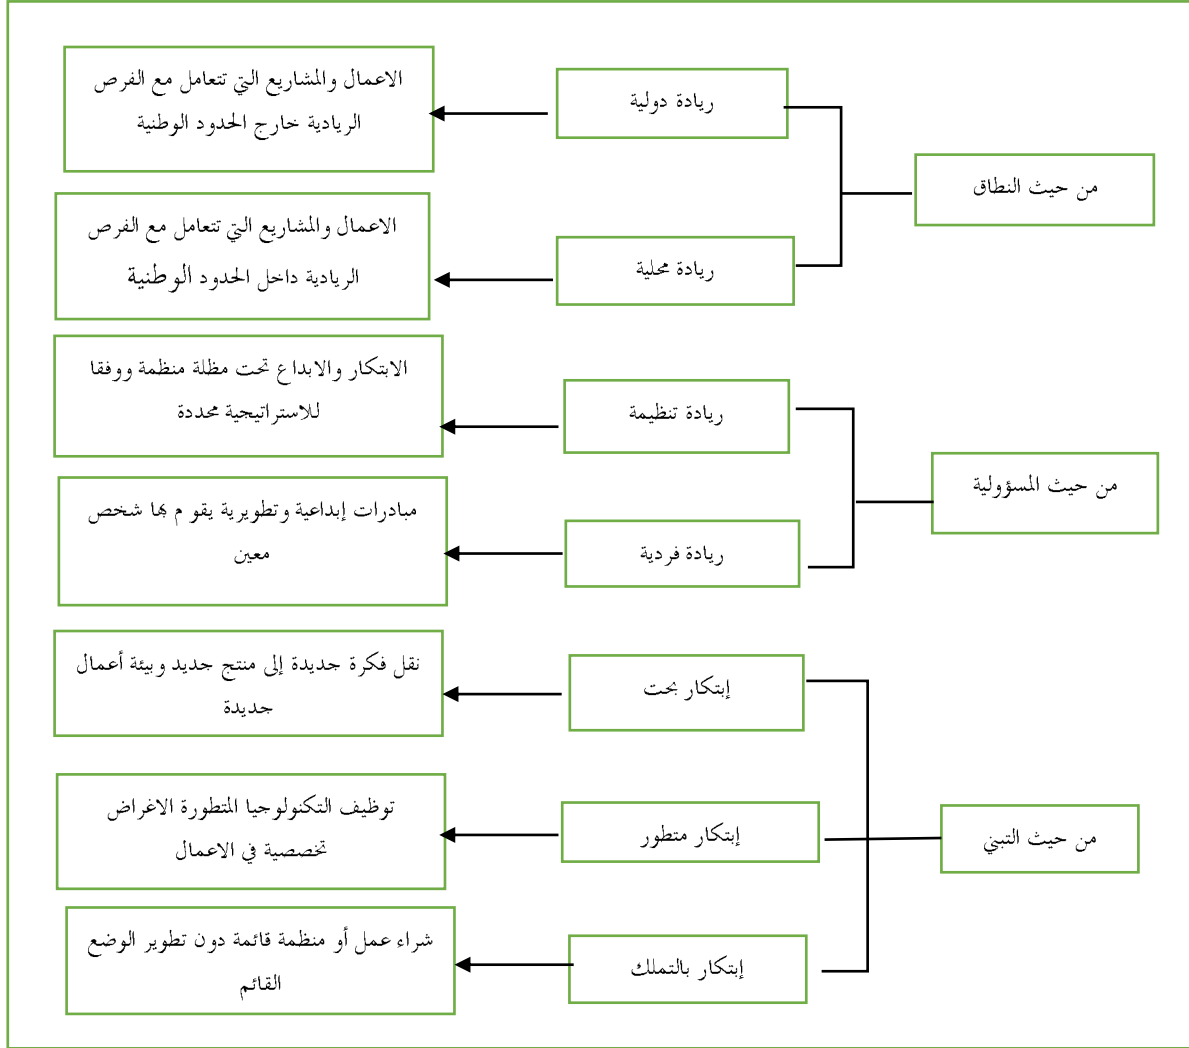 من حيث النطاق
ريادة دولية
الاعمال والمشاريع التي تتعامل مع الفرص
الريادية خارج الحدود الوطنية
ريادة محلية
الاعمال والمشاريع التي تتعامل مع الفرص
الريادية داخل الحدود الوطنية
من حيث المسؤولية
ريادة تنظيمة
الابتكار والابداع تحت مظلة منظمة ووفقا
للاستراتيجية محددة
ريادة فردية
مبادرات إبداعية وتطويرية يقو م بها شخص
معين
من حيث التبني
إبتكار بحت
نقل فكرة جديدة إلى منتج جديد وبيئة أعمال
جديدة
إبتكار متطور
توظيف التكنولوجيا المتطورة الاغراض
تخصصية في الاعمال
إبتكار بالتملك
شراء عمل أو منظمة قائمة دون تطوير الوضع
القائم